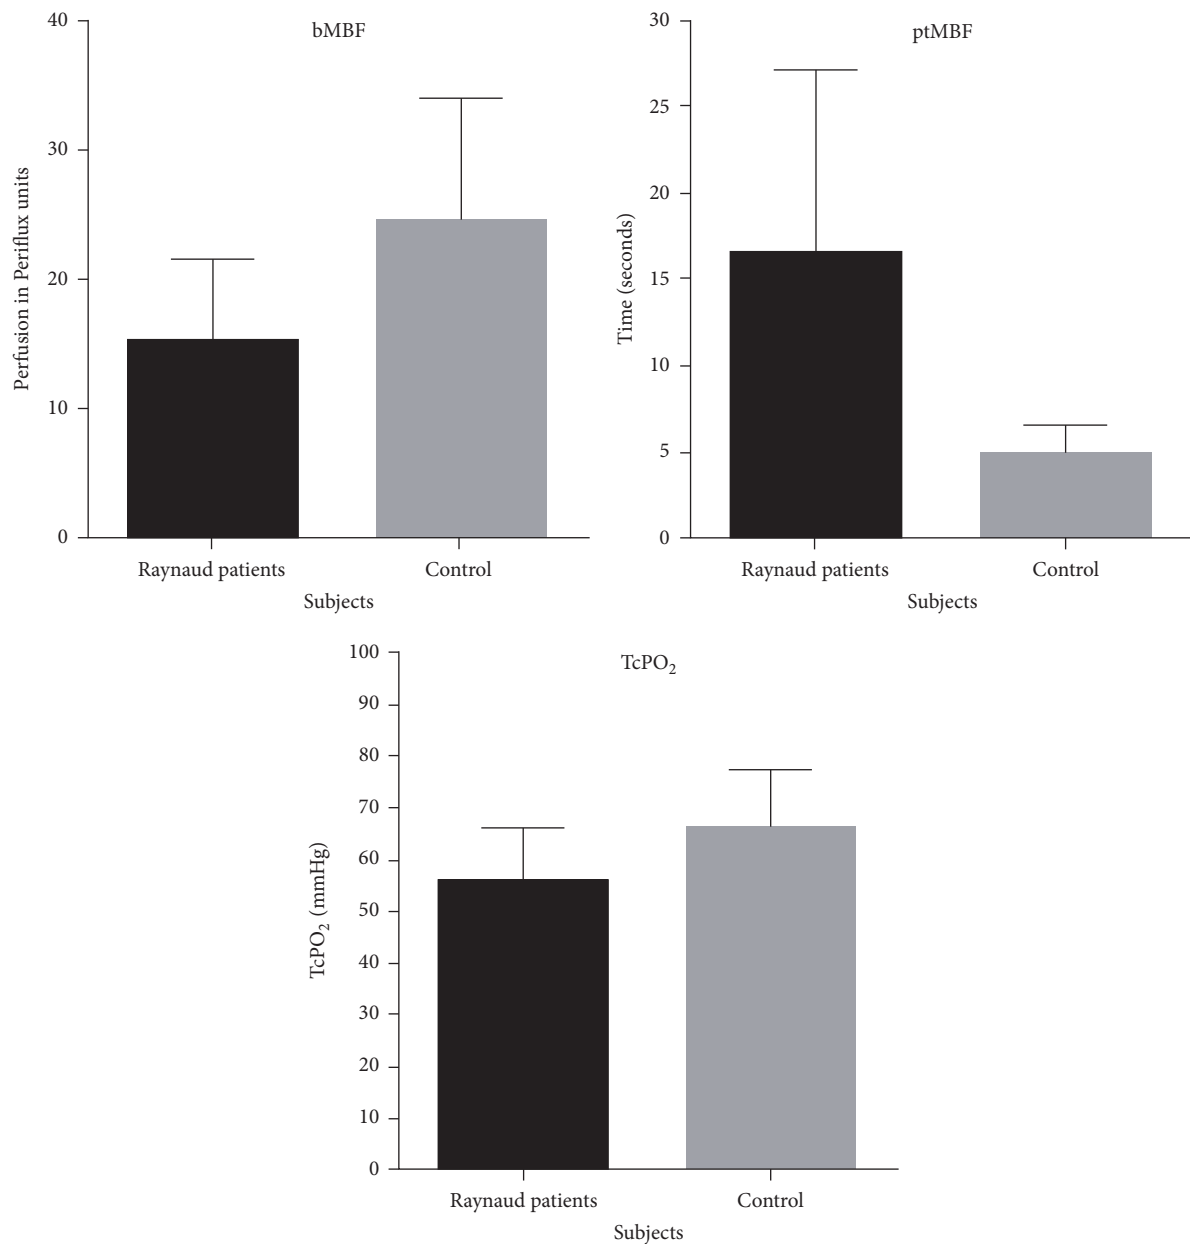 bMBF
Perfusion in Periflux units
40
30
20
10
0
Raynaud patients
Control
Subjects
ptMBF
Time (seconds)
30
25
20
15
10
5
0
Raynaud patients
Control
Subjects
TcPO₂
TcPO₂ (mmHg)
100
90
80
70
60
50
40
30
20
10
0
Raynaud patients
Control
Subjects